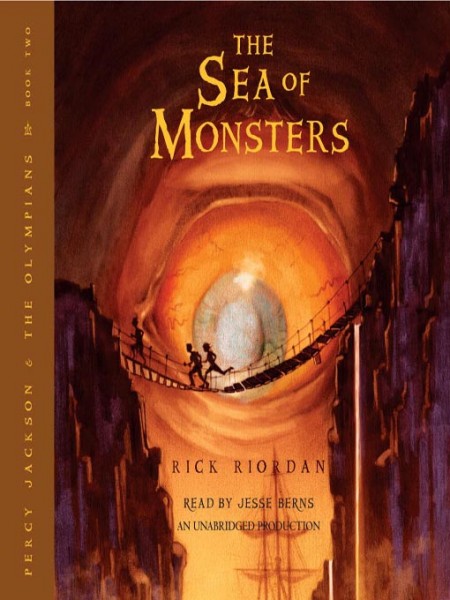 THE
SEA OF
MONSTERS
RICK RIORDAN
READ BY JESSE BERNS
AN UNABRIDGED PRODUCTION
PERCY JACKSON & THE OLYMPIANS BOOK TWO